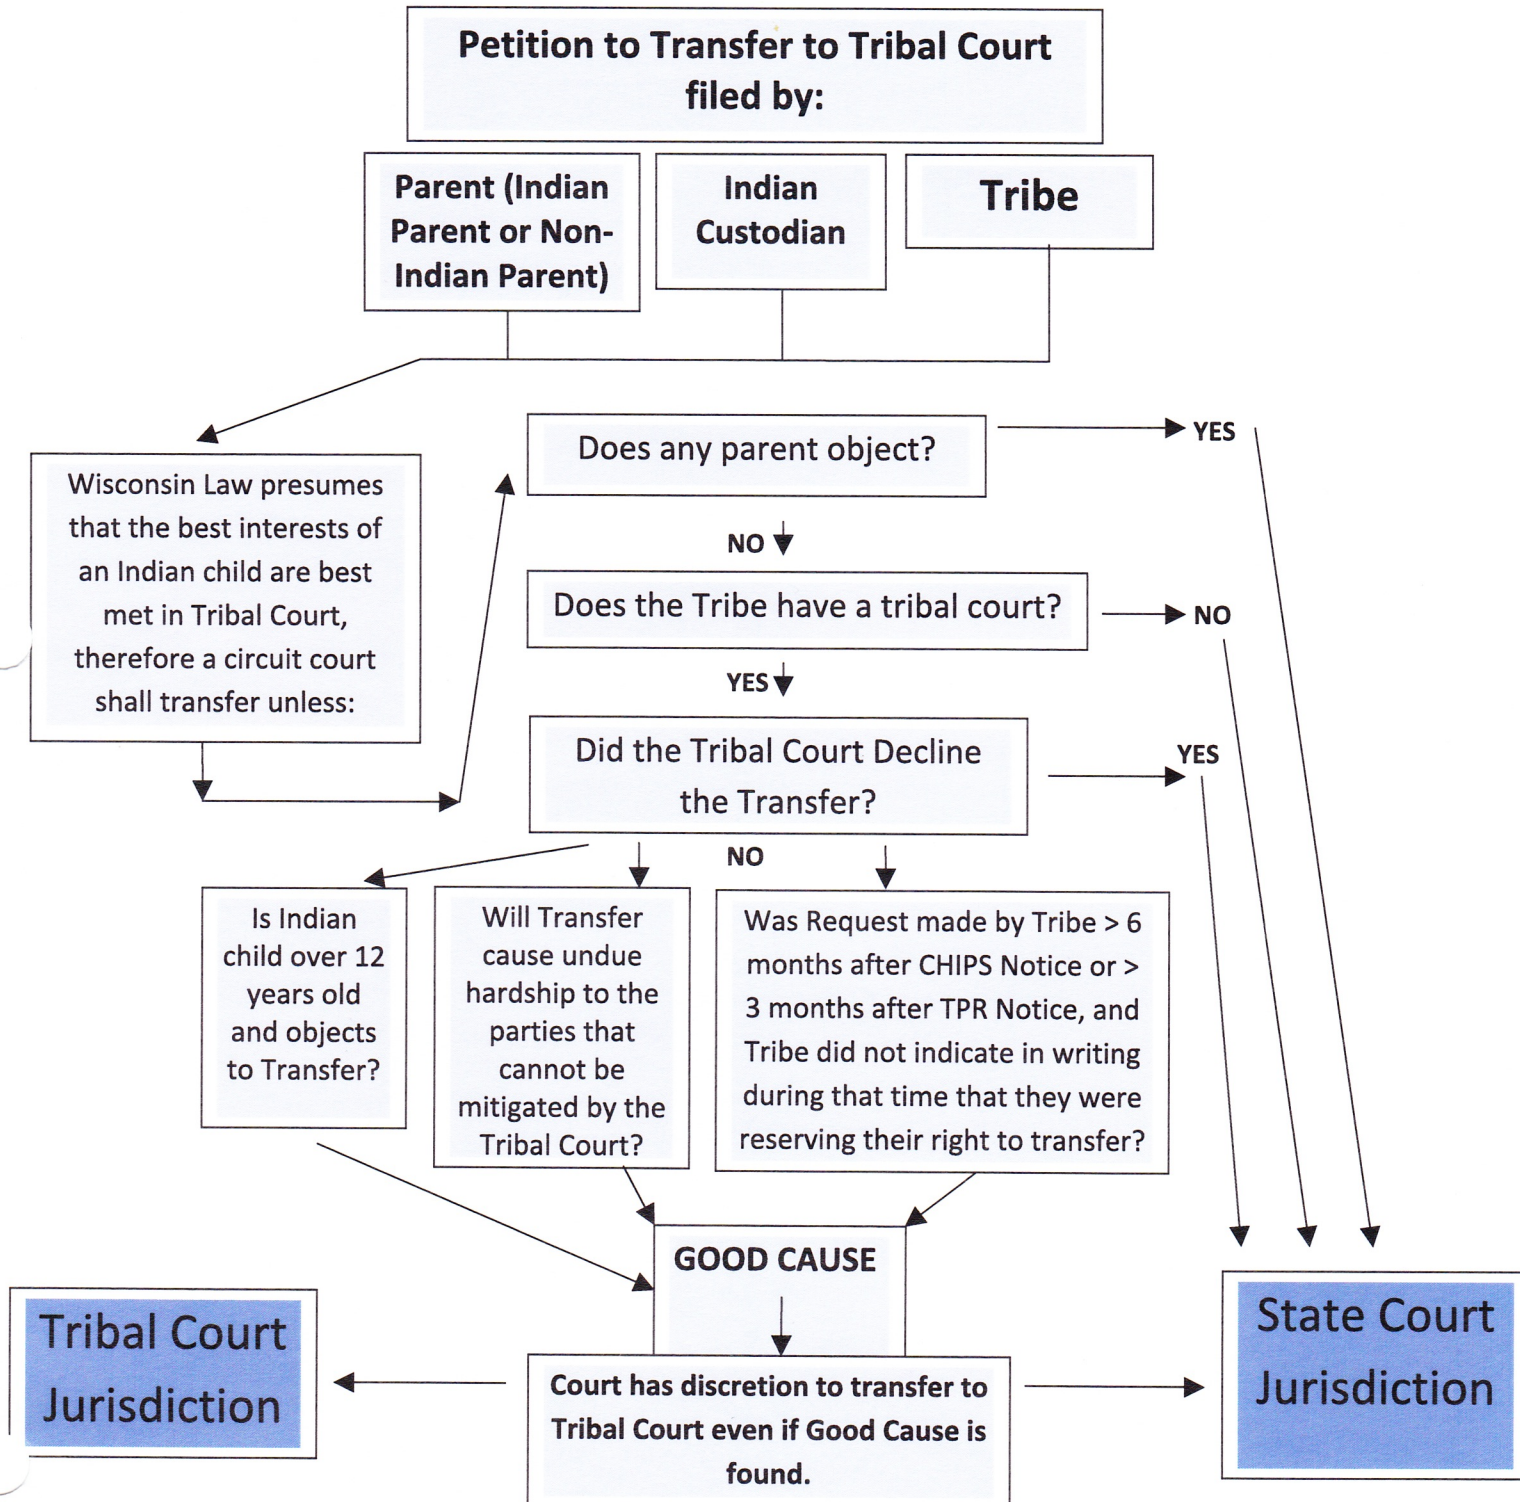 Petition to Transfer to Tribal Court
filed by:
Parent (Indian
Parent or Non-
Indian Parent)
Indian
Custodian
Tribe
Does any parent object?
YES
Wisconsin Law presumes
that the best interests of
an Indian child are best
met in Tribal Court,
therefore a circuit court
shall transfer unless:
NO
Does the Tribe have a tribal court?
NO
YES
Did the Tribal Court Decline
the Transfer?
YES
NO
Is Indian
child over 12
years old
and objects
to Transfer?
Will Transfer
cause undue
hardship to the
parties that
cannot be
mitigated by the
Tribal Court?
Was Request made by Tribe > 6
months after CHIPS Notice or >
3 months after TPR Notice, and
Tribe did not indicate in writing
during that time that they were
reserving their right to transfer?
GOOD CAUSE
Tribal Court
Jurisdiction
Court has discretion to transfer to
Tribal Court even if Good Cause is
found.
State Court
Jurisdiction